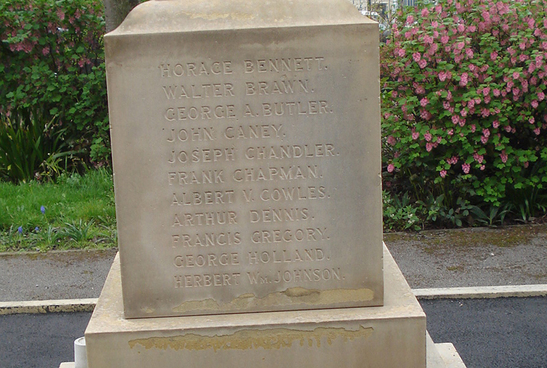 HORACE BENNETT.
WALTER BRAWN.
GEORGE A. BUTLER.
JOHN CANEY.
JOSEPH CHANDLER.
FRANK CHAPMAN.
ALBERT V. COWLES.
ARTHUR DENNIS.
FRANCIS GREGORY.
GEORGE HOLLAND.
HERBERT Wm. JOHNSON.